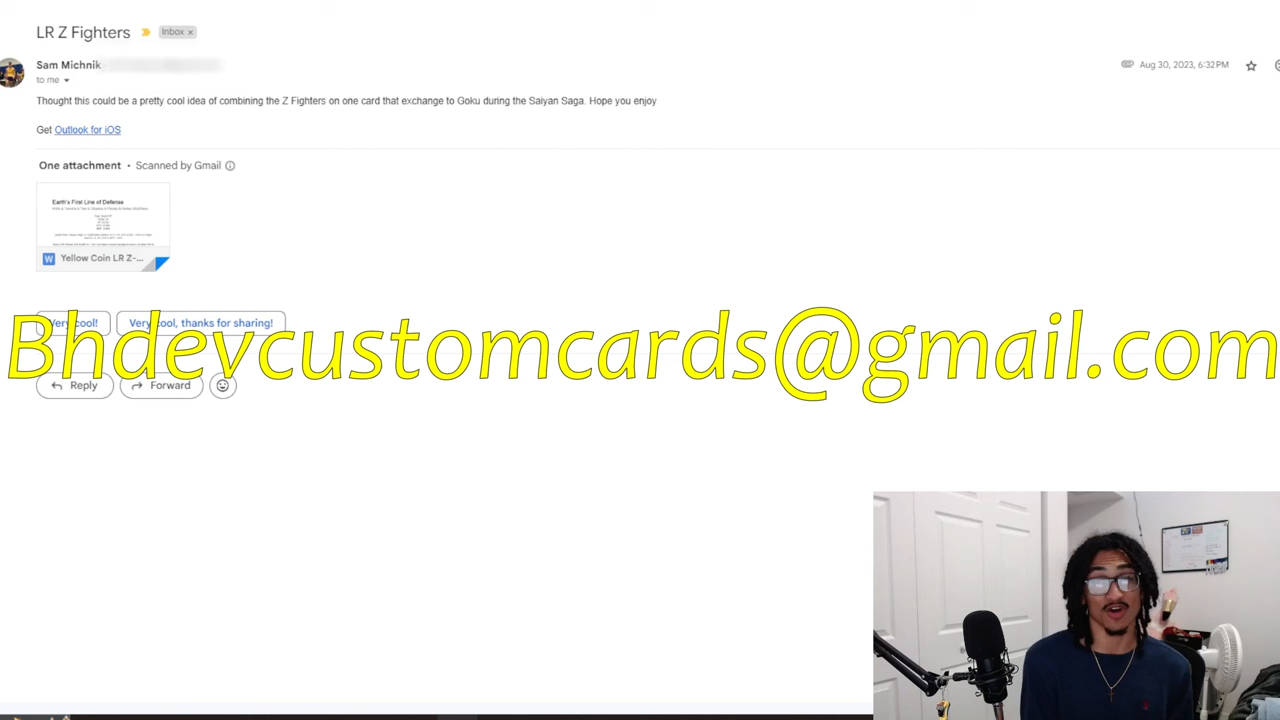 LR Z Fighters
Inbox ×
Sam Michnik
to me
Aug 30, 2023, 6:32 PM
Thought this could be a pretty cool idea of combining the Z Fighters on one card that exchange to Goku during the Saiyan Saga. Hope you enjoy
Get Outlook for iOS
One attachment • Scanned by Gmail
Earth's First Line of Defense
W Yellow Coin LR Z-...
Very cool!
Very cool, thanks for sharing!
Bhdevcustomcards@gmail.com
Reply
Forward